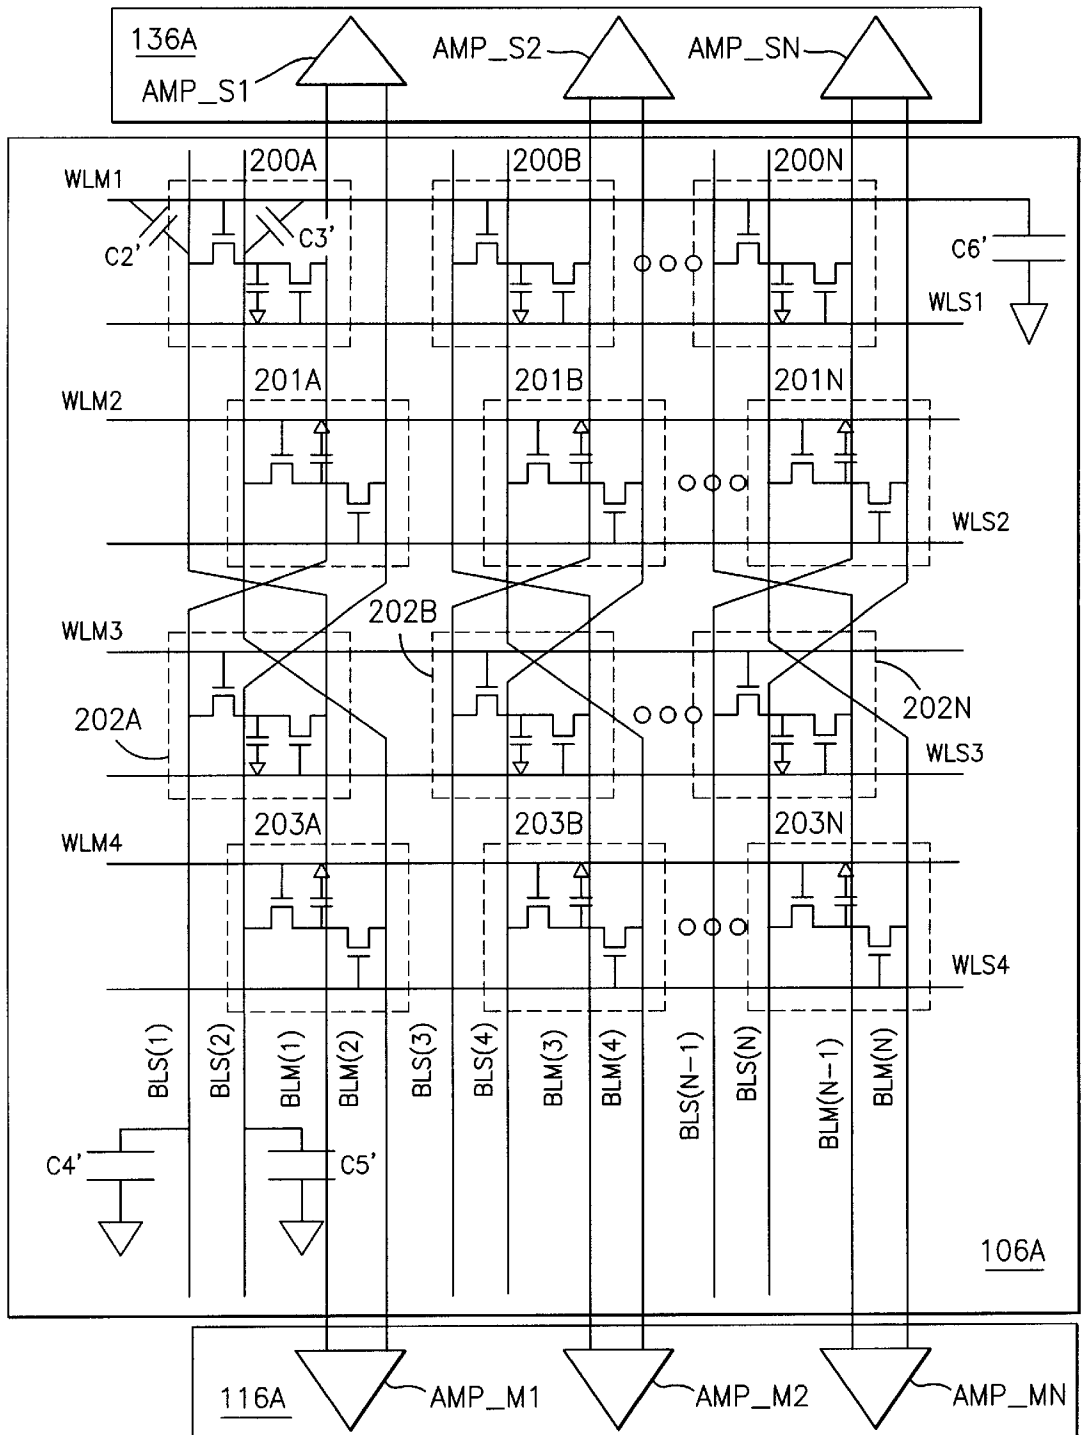 136A
AMP_S1
AMP_S2
AMP_SN
200A
200B
200N
WLM1
C2'
C3'
C6'
WLS1
201A
201B
201N
WLM2
WLS2
202B
WLM3
202A
202N
WLS3
203A
203B
203N
WLM4
WLS4
BLS(1)
BLS(2)
BLM(1)
BLM(2)
BLS(3)
BLS(4)
BLM(3)
BLM(4)
BLS(N-1)
BLS(N)
BLM(N-1)
BLM(N)
C4'
C5'
106A
116A
AMP_M1
AMP_M2
AMP_MN